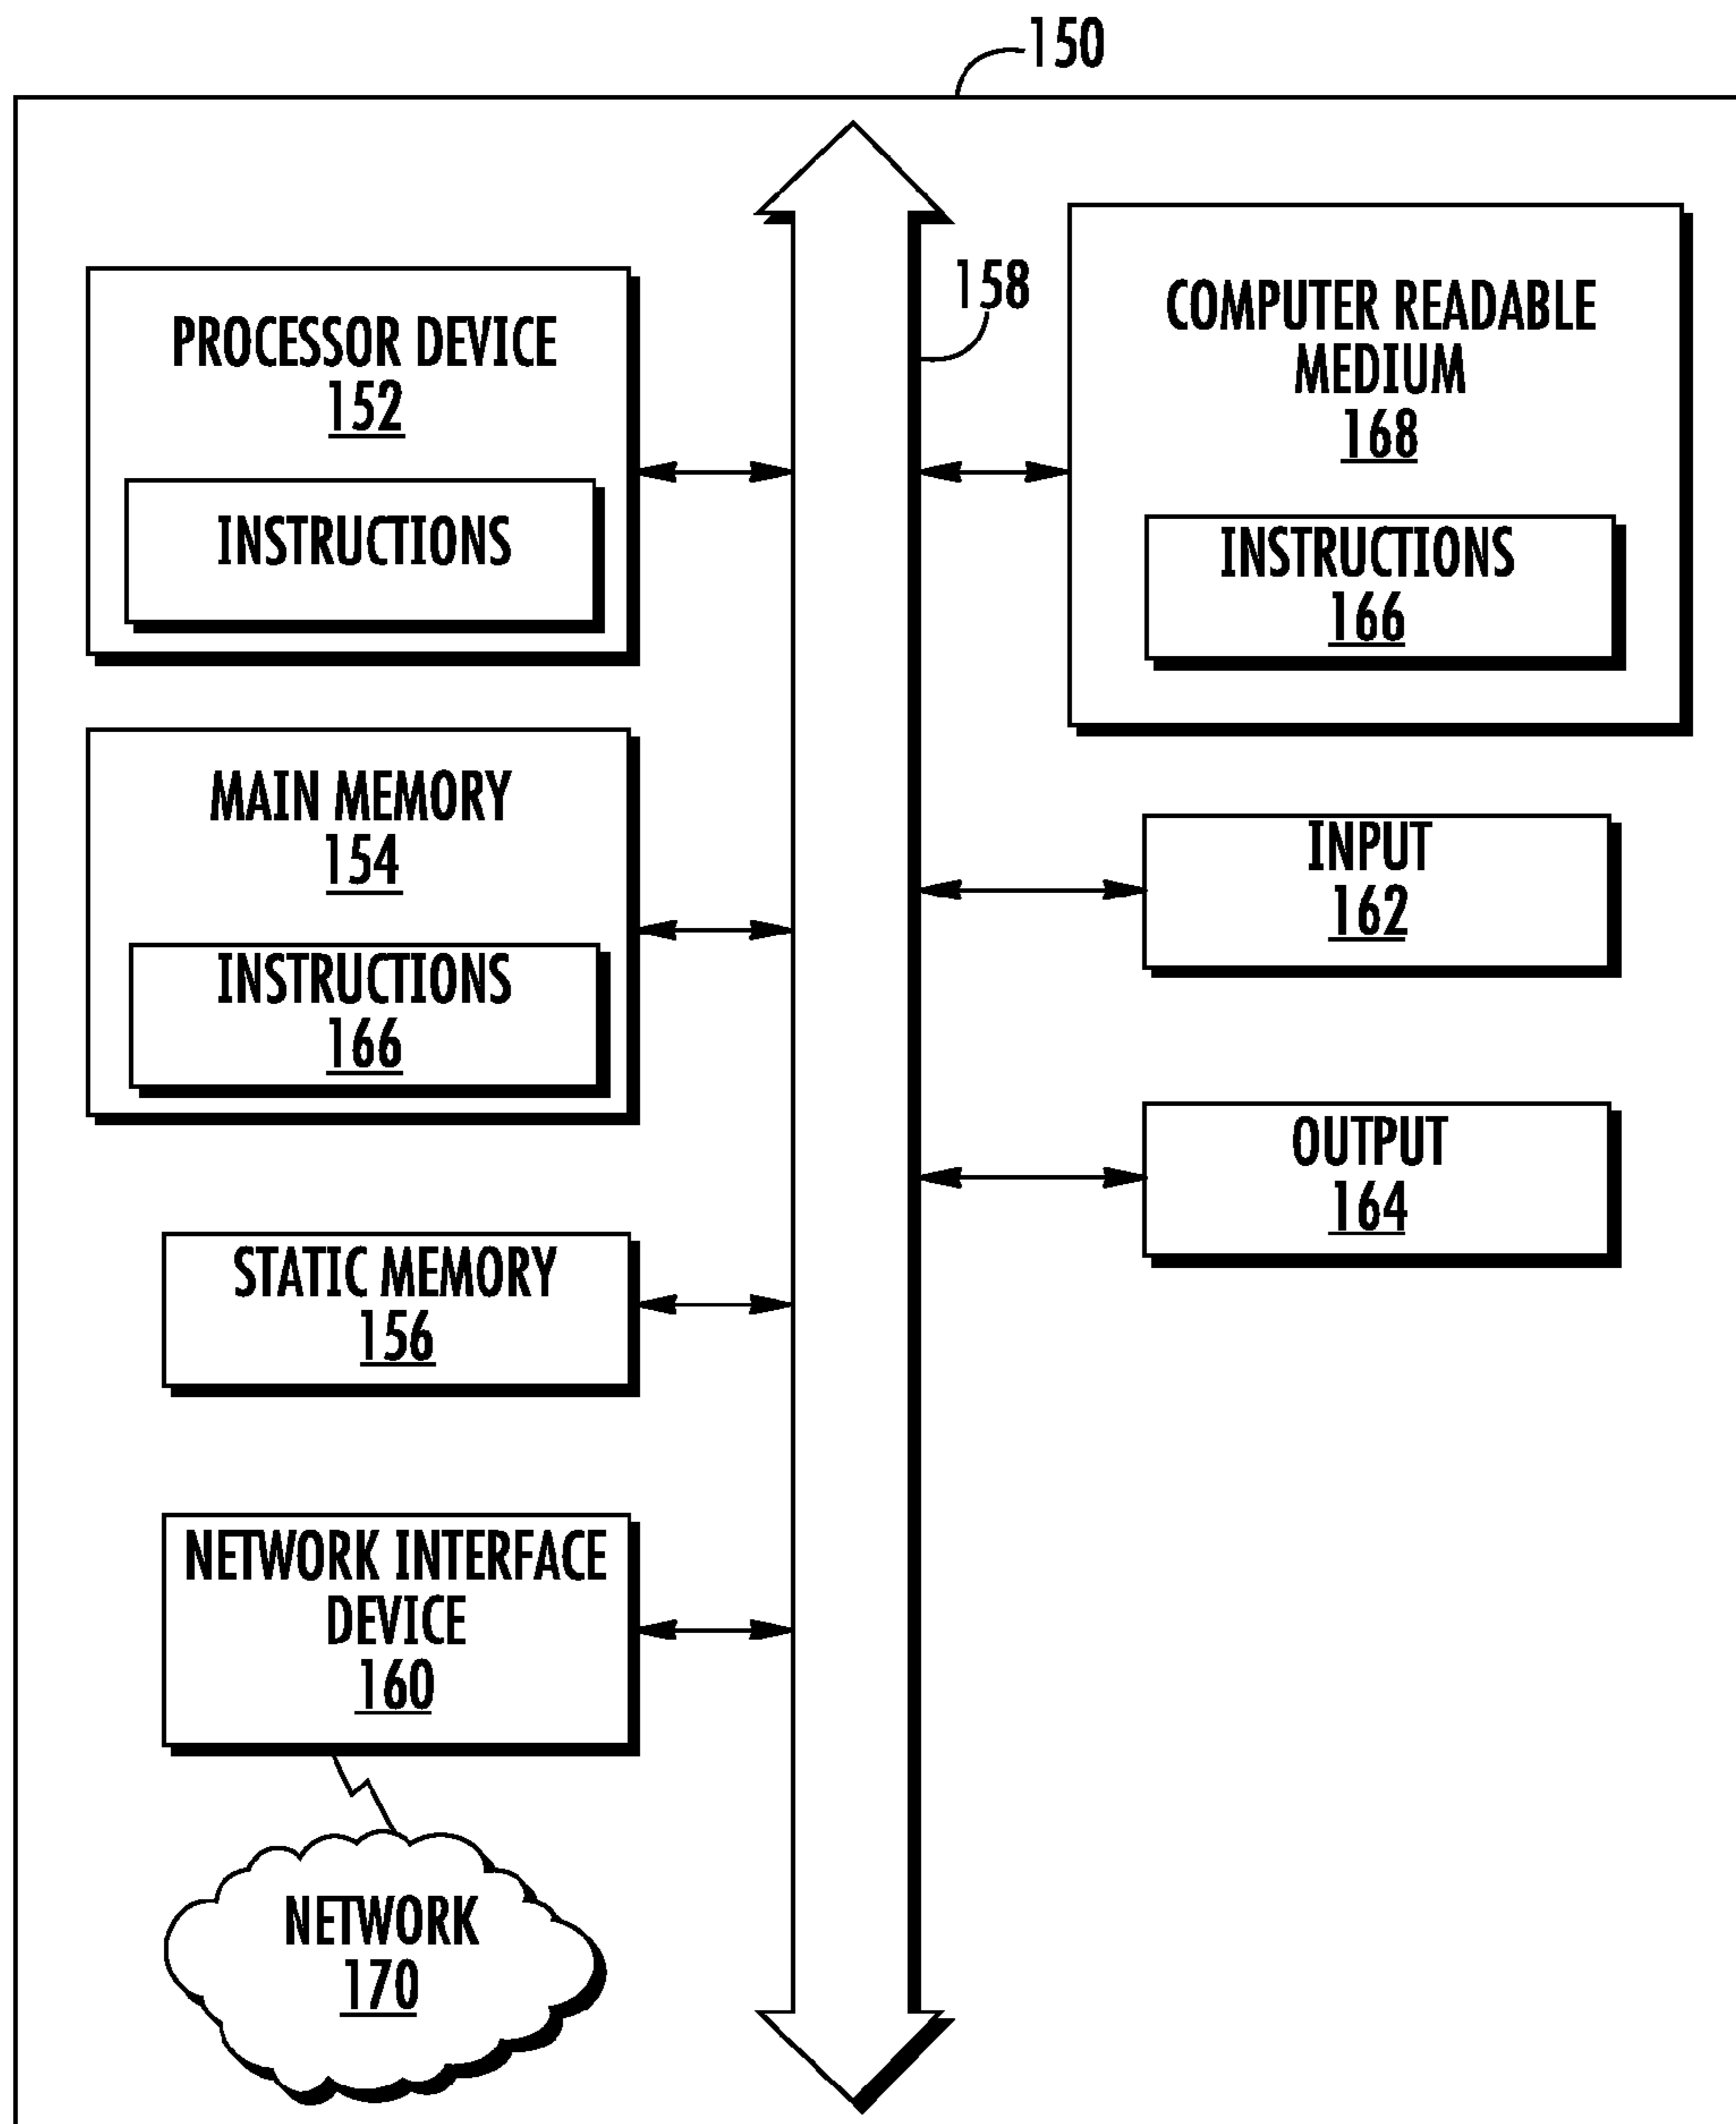 150
158
PROCESSOR DEVICE
152
INSTRUCTIONS
MAIN MEMORY
154
INSTRUCTIONS
166
STATIC MEMORY
156
NETWORK INTERFACE
DEVICE
160
NETWORK
170
COMPUTER READABLE
MEDIUM
168
INSTRUCTIONS
166
INPUT
162
OUTPUT
164